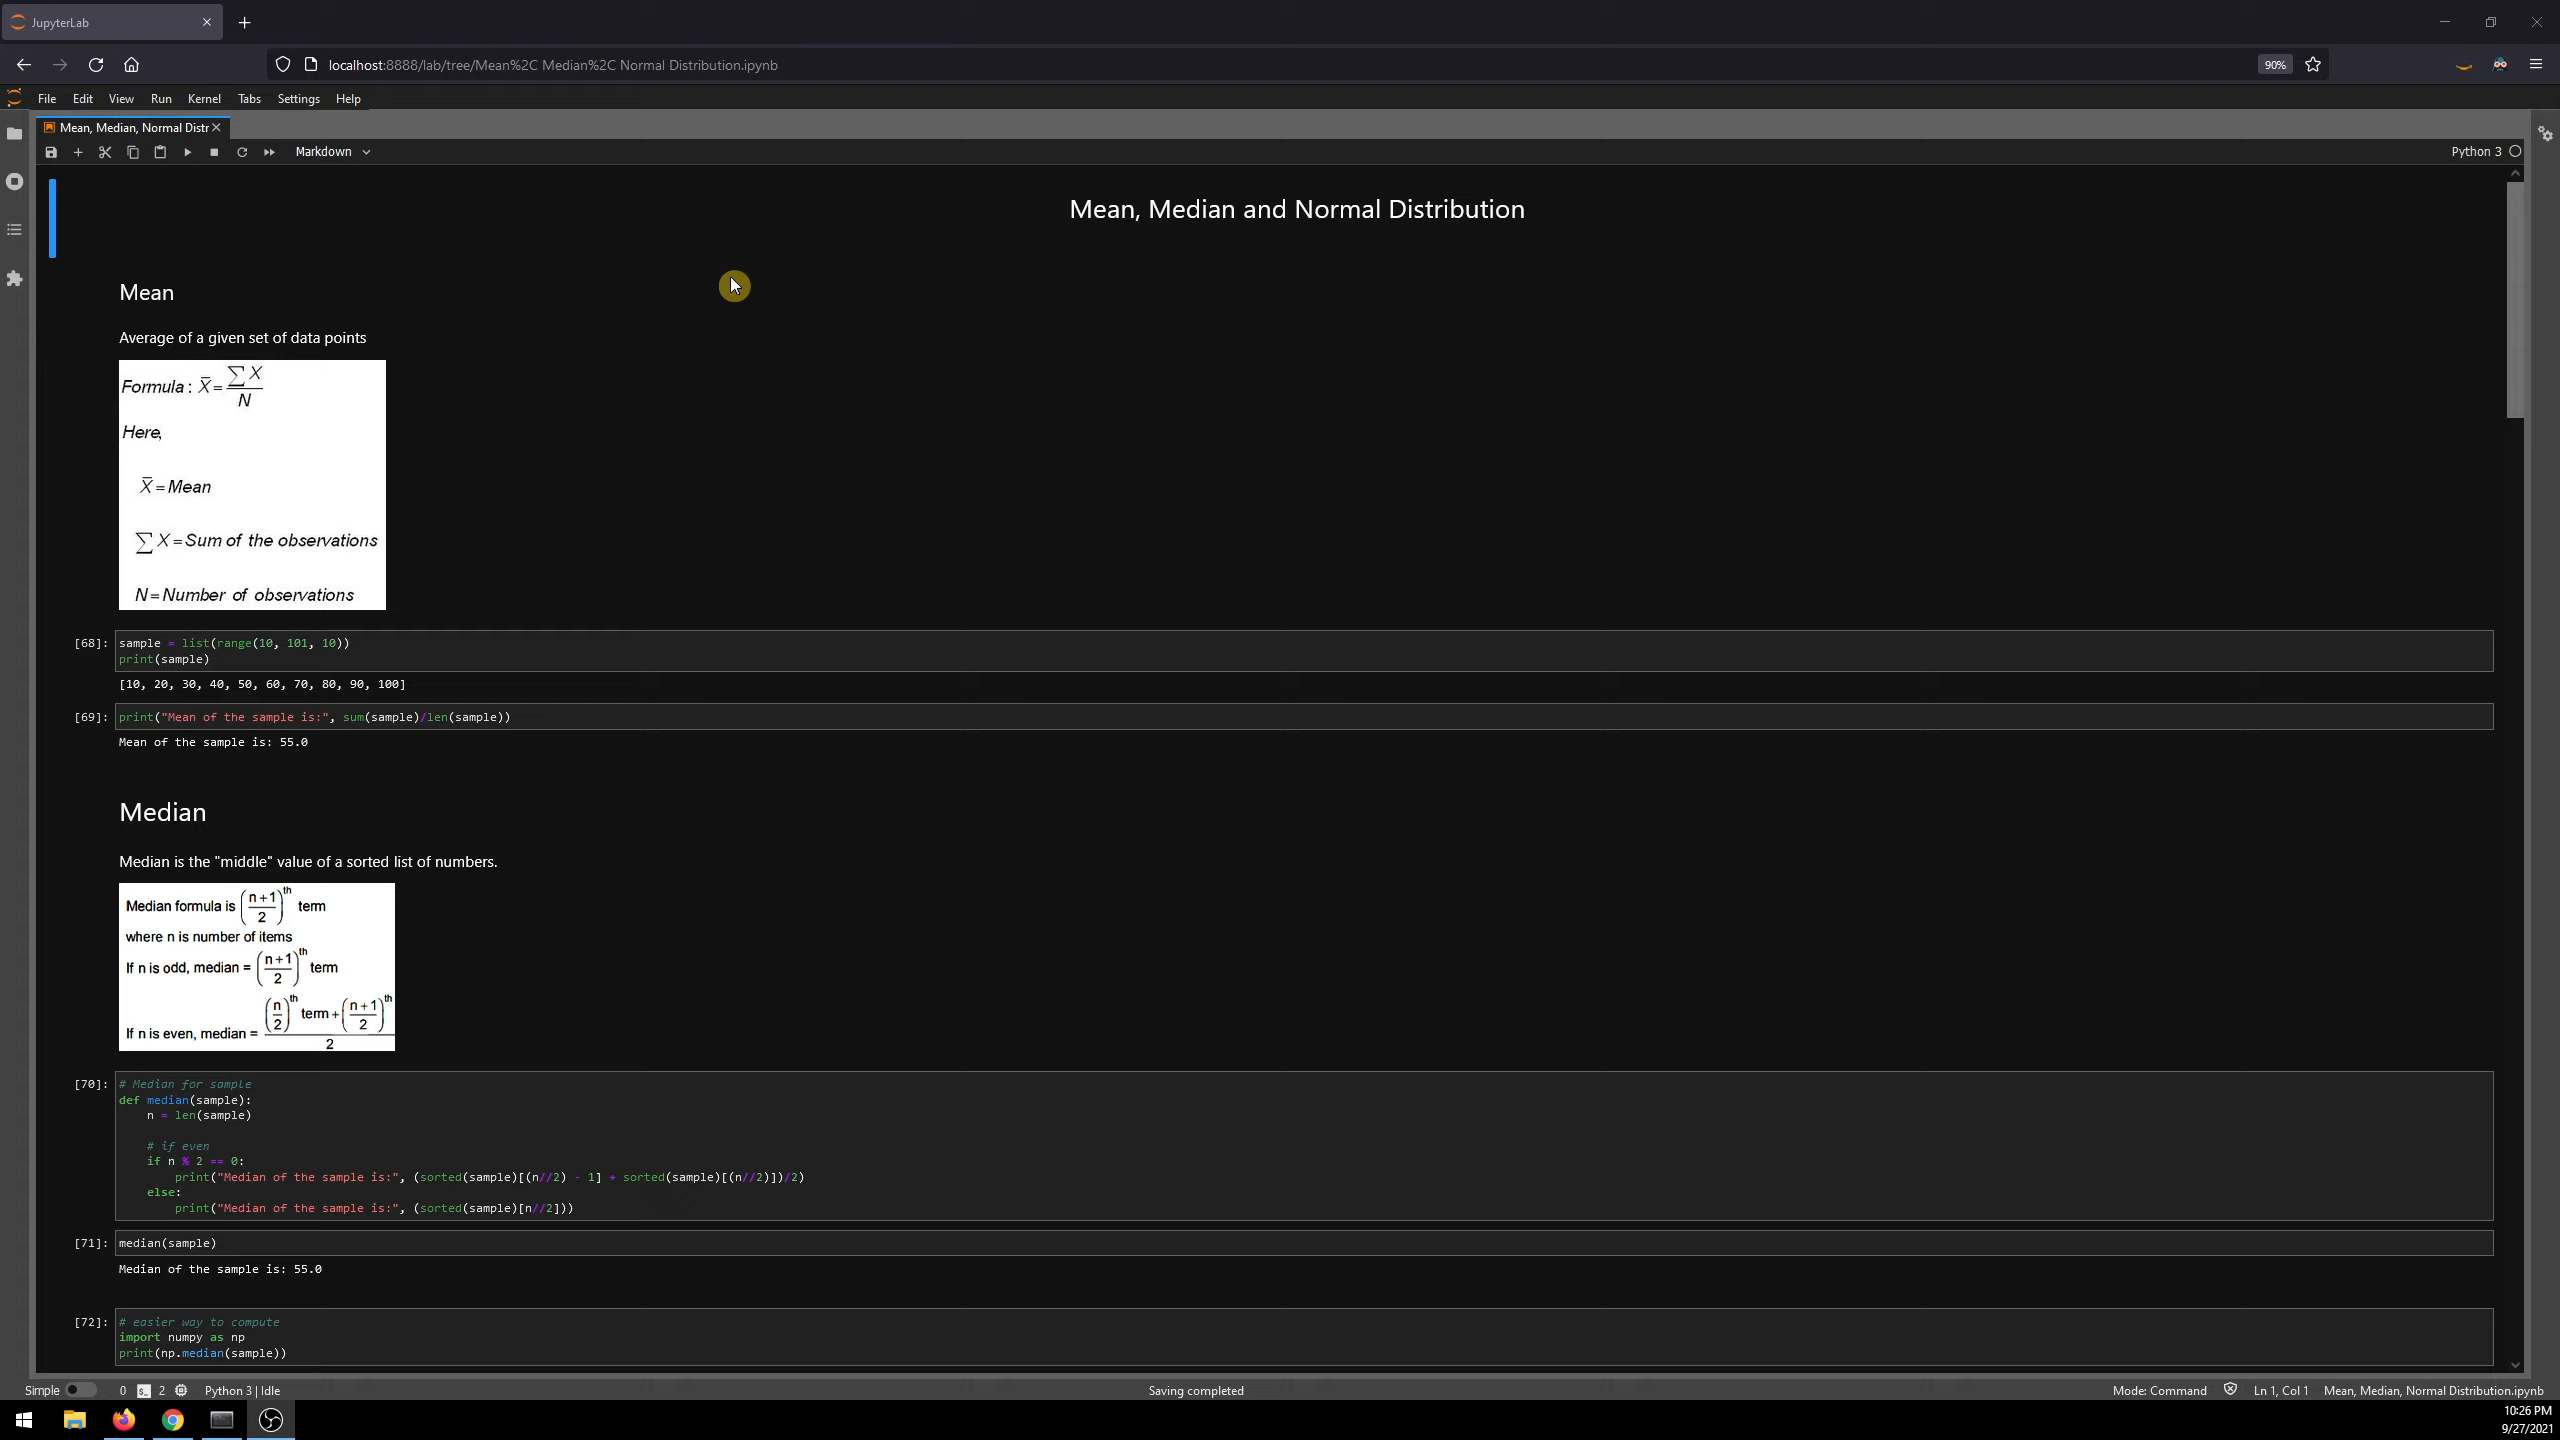 JupyterLab
localhost:8888/lab/tree/Mean%2C Median%2C Normal Distribution.ipynb
90%
File Edit View Run Kernel Tabs Settings Help
Mean, Median, Normal Distr
Markdown
Python 3
Mean, Median and Normal Distribution
Mean
Average of a given set of data points
Formula : X̄ = ∑ X / N
Here,
X̄ = Mean
∑ X = Sum of the observations
N = Number of observations
[68]: sample = list(range(10, 101, 10))
print(sample)
[10, 20, 30, 40, 50, 60, 70, 80, 90, 100]
[69]: print("Mean of the sample is:", sum(sample)/len(sample))
Mean of the sample is: 55.0
Median
Median is the "middle" value of a sorted list of numbers.
Median formula is ((n+1)/2)^th term
where n is number of items
If n is odd, median = ((n+1)/2)^th term
If n is even, median = ((n/2)^th term + ((n+1)/2)^th)/2
[70]: # Median for sample
def median(sample):
n = len(sample)
# if even
if n % 2 == 0:
print("Median of the sample is:", (sorted(sample)[(n//2) - 1] + sorted(sample)[(n//2)])/2)
else:
print("Median of the sample is:", (sorted(sample)[n//2]))
[71]: median(sample)
Median of the sample is: 55.0
[72]: # easier way to compute
import numpy as np
print(np.median(sample))
Simple 0 2 Python 3 | Idle Saving completed Mode: Command Ln 1, Col 1 Mean, Median, Normal Distribution.ipynb
10:26 PM
9/27/2021